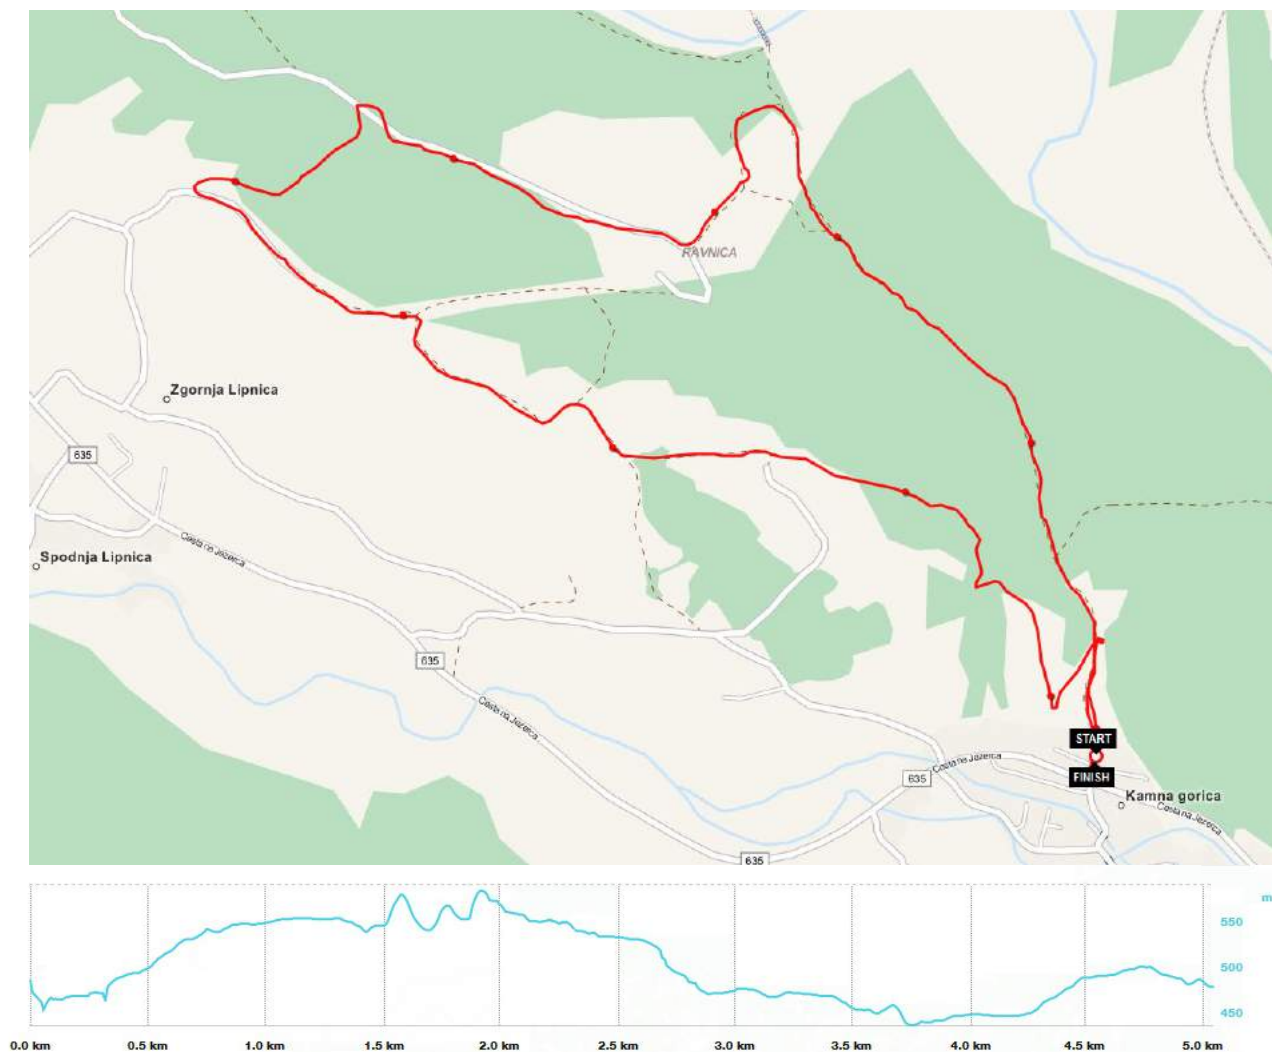 RAVNICA
Zgornja Lipnica
635
Cesta na Jezerca
Spodnja Lipnica
635
Cesta na Jezerca
START
Cesta na Jezerca
635
FINISH
Kamna gorica
Cesta na Jezerca
635
m
550
500
450
0.0 km 0.5 km 1.0 km 1.5 km 2.0 km 2.5 km 3.0 km 3.5 km 4.0 km 4.5 km 5.0 km